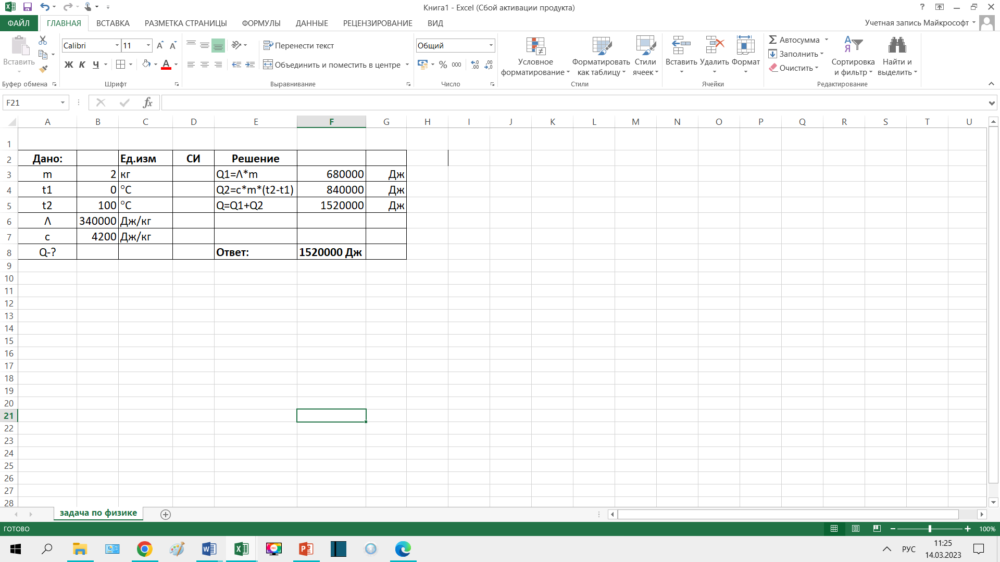 Книга1 - Excel (Сбой активации продукта)
?
ФАЙЛ ГЛАВНАЯ ВСТАВКА РАЗМЕТКА СТРАНИЦЫ ФОРМУЛЫ ДАННЫЕ РЕЦЕНЗИРОВАНИЕ ВИД Учетная запись Майкрософт
Вставить
Буфер обмена
Calibri 11
Ж К Ч
Шрифт
Перенести текст
Объединить и поместить в центре
Выравнивание
Общий
% 000
Число
Условное форматирование
Форматировать как таблицу
Стили ячеек
Стили
Вставить Удалить Формат
Ячейки
Автосумма
Заполнить
Очистить
Сортировка и фильтр
Найти и выделить
Редактирование
F21 fx
A B C D E F G H I J K L M N O P Q R S T U
1
2 Дано: Ед.изм СИ Решение
3 m 2 кг Q1=Λ*m 680000 Дж
4 t1 0 °C Q2=c*m*(t2-t1) 840000 Дж
5 t2 100 °C Q=Q1+Q2 1520000 Дж
6 Λ 340000 Дж/кг
7 c 4200 Дж/кг
8 Q-? Ответ: 1520000 Дж
9
10
11
12
13
14
15
16
17
18
19
20
21
22
23
24
25
26
27
28
задача по физике
ГОТОВО 100%
РУС 11:25
14.03.2023